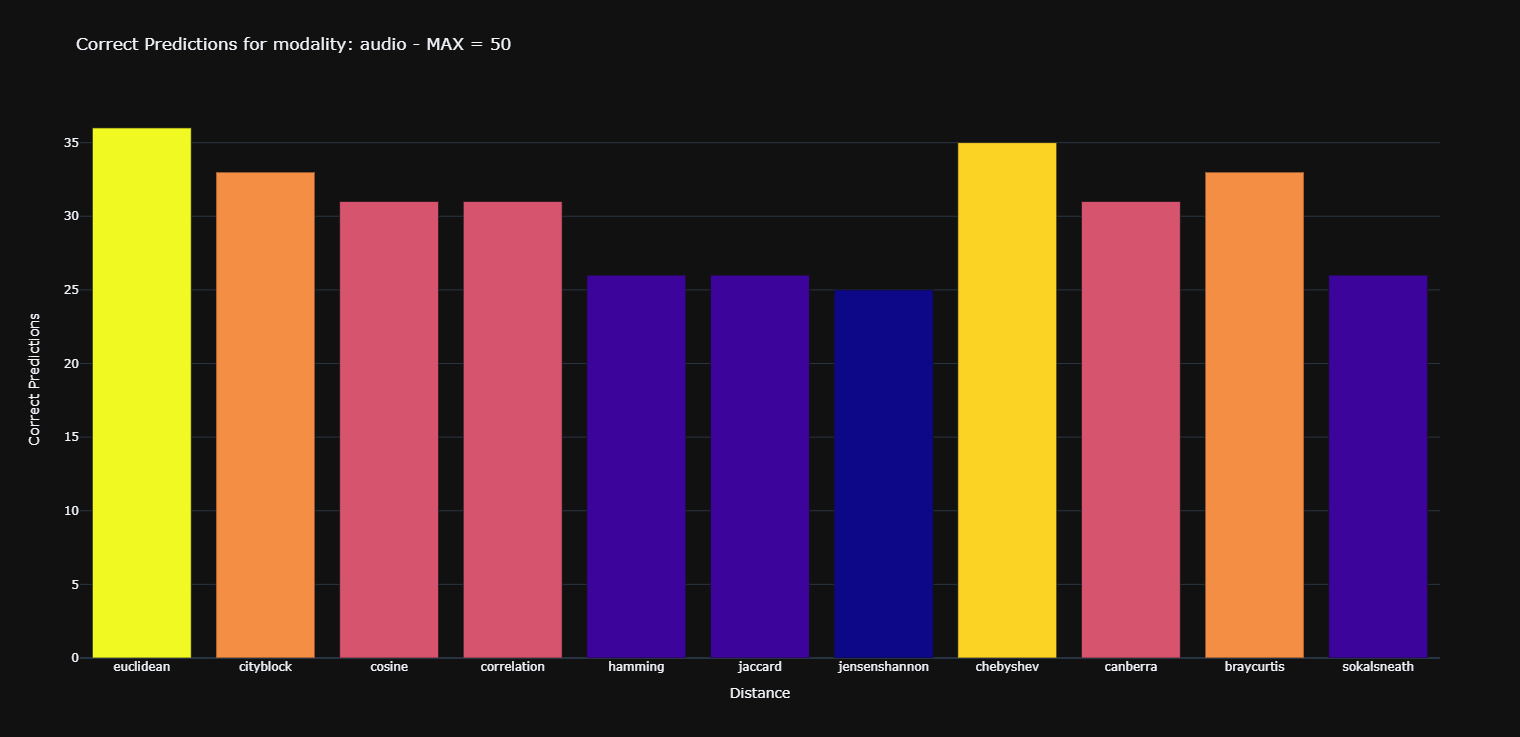 Correct Predictions for modality: audio - MAX = 50
Correct Predictions
35
30
25
20
15
10
5
0
euclidean cityblock cosine correlation hamming jaccard jensenshannon chebyshev canberra braycurtis sokalsneath
Distance